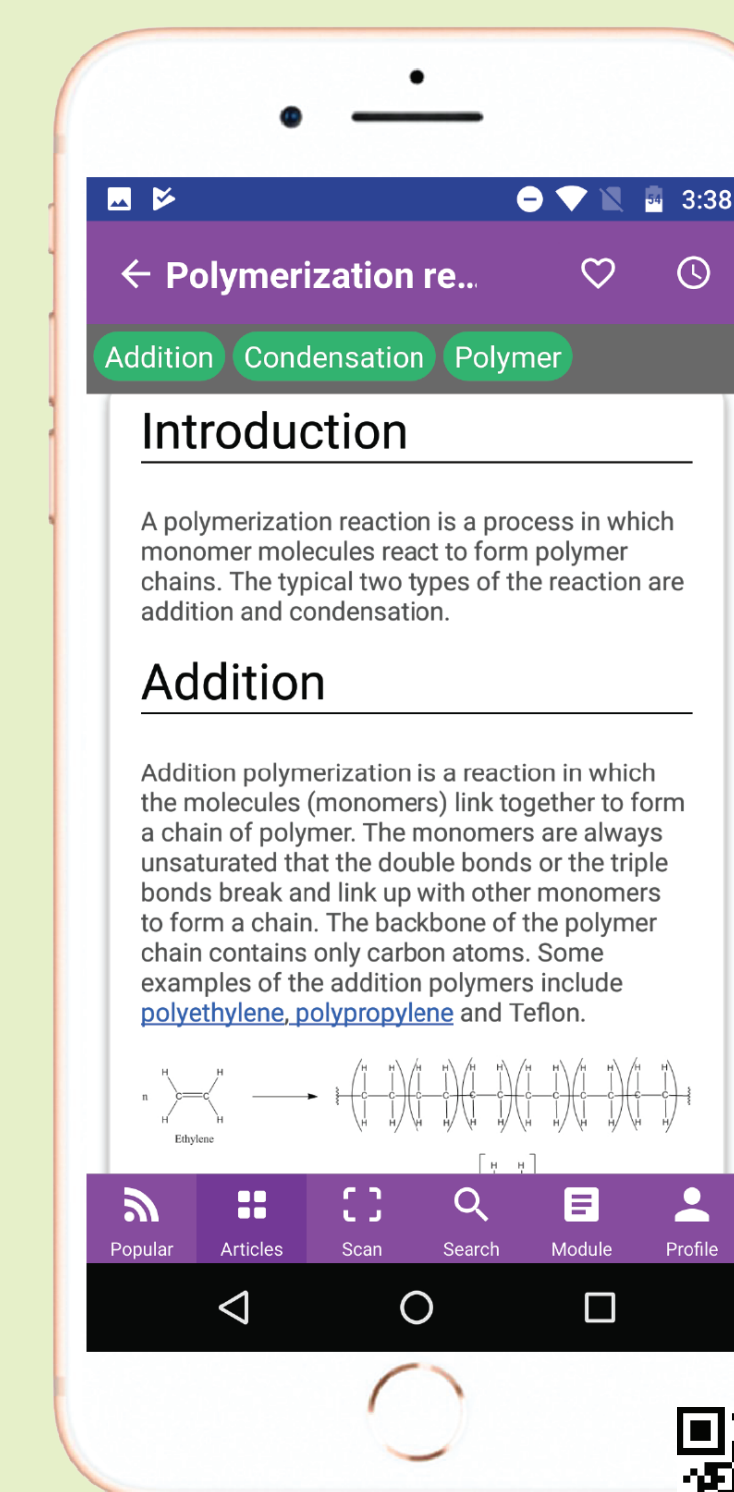 54 3:38
Polymerization re...
Addition Condensation Polymer
Introduction
A polymerization reaction is a process in which
monomer molecules react to form polymer
chains. The typical two types of the reaction are
addition and condensation.
Addition
Addition polymerization is a reaction in which
the molecules (monomers) link together to form
a chain of polymer. The monomers are always
unsaturated that the double bonds or the triple
bonds break and link up with other monomers
to form a chain. The backbone of the polymer
chain contains only carbon atoms. Some
examples of the addition polymers include
polyethylene, polypropylene and Teflon.
H H H H H H H H H H H H H H
n C C C C C C C C C C C C C C
H H H H H H H H H H H H H H
Ethylene
H H
Popular Articles Scan Search Module Profile